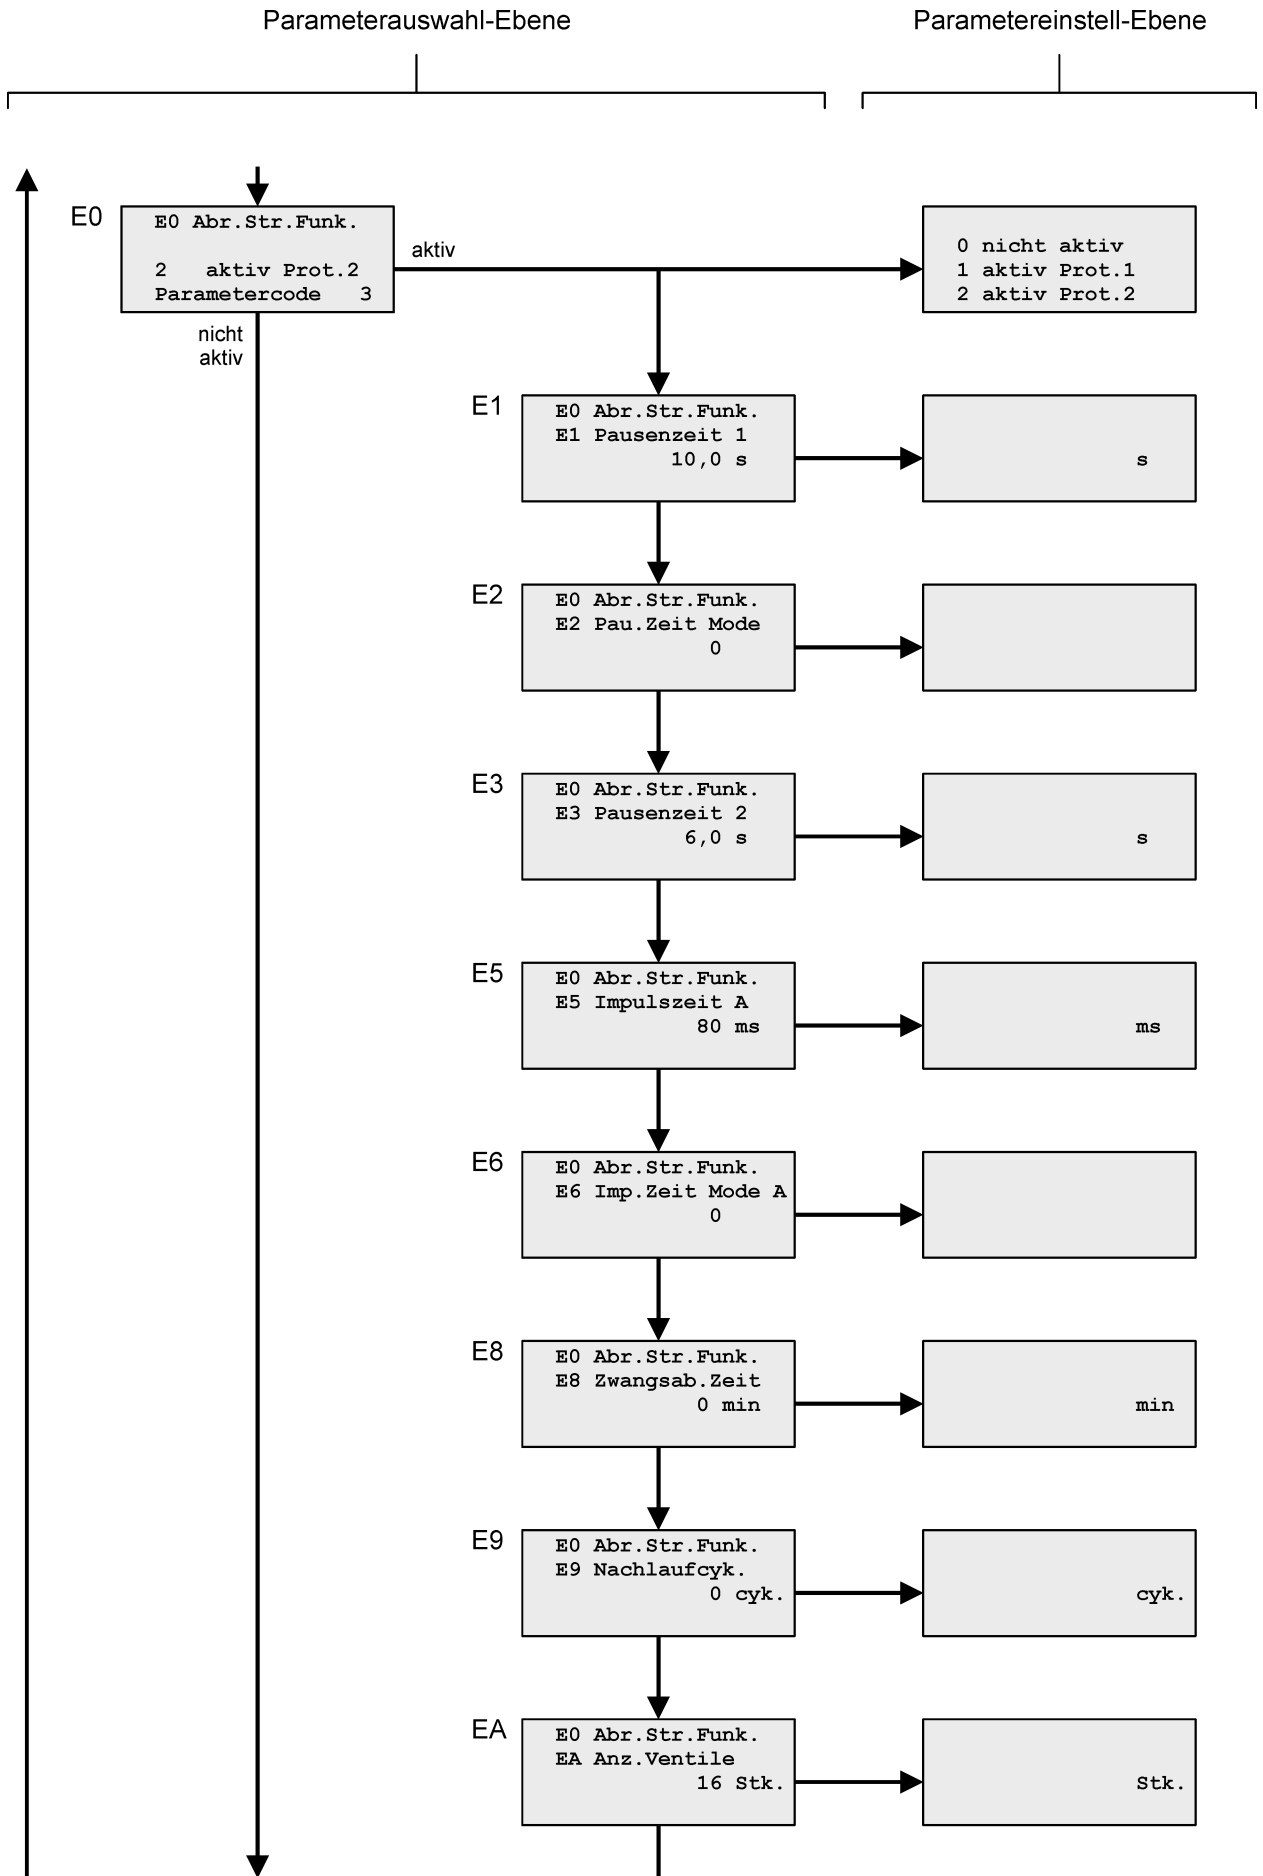 Parameterauswahl-Ebene
Parametereinstell-Ebene
E0
E0 Abr.Str.Funk.
2 aktiv Prot.2
Parametercode 3
aktiv
nicht
aktiv
0 nicht aktiv
1 aktiv Prot.1
2 aktiv Prot.2
E1
E0 Abr.Str.Funk.
E1 Pausenzeit 1
10,0 s
s
E2
E0 Abr.Str.Funk.
E2 Pau.Zeit Mode
0
E3
E0 Abr.Str.Funk.
E3 Pausenzeit 2
6,0 s
s
E5
E0 Abr.Str.Funk.
E5 Impulszeit A
80 ms
ms
E6
E0 Abr.Str.Funk.
E6 Imp.Zeit Mode A
0
E8
E0 Abr.Str.Funk.
E8 Zwangsab.Zeit
0 min
min
E9
E0 Abr.Str.Funk.
E9 Nachlaufcyk.
0 cyk.
cyk.
EA
E0 Abr.Str.Funk.
EA Anz.Ventile
16 Stk.
Stk.